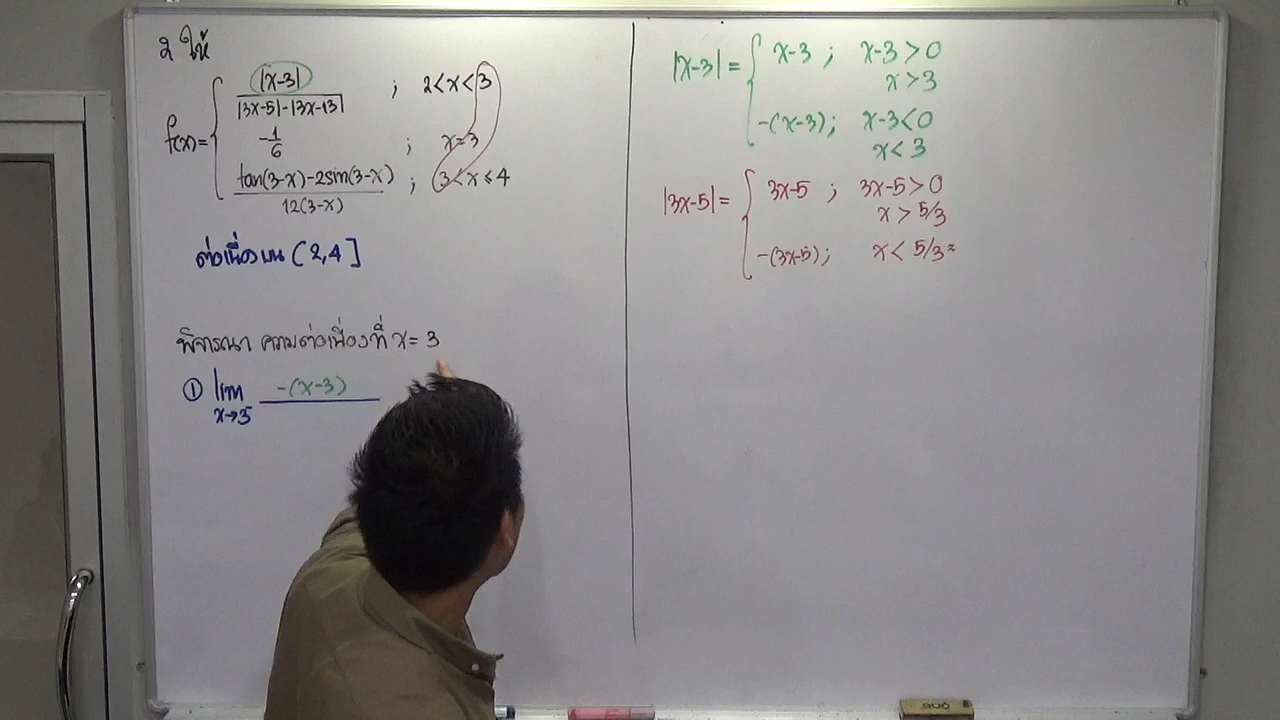 2 ให้
f(x)= { |x-3| / |3x-5|-|3x-13| ; 2<x<3
-1/6 ; x=3
tan(3-x)-2sin(3-x) / 12(3-x) ; 3<x≤4
ต่อเนื่องบน (2,4]
พิจารณา ความต่อเนื่องที่ x=3
① lim x→3 -(x-3)
|x-3| = { x-3 ; x-3>0
x>3
-(x-3); x-3<0
x<3
|3x-5| = { 3x-5 ; 3x-5>0
x > 5/3
-(3x-5); x < 5/3